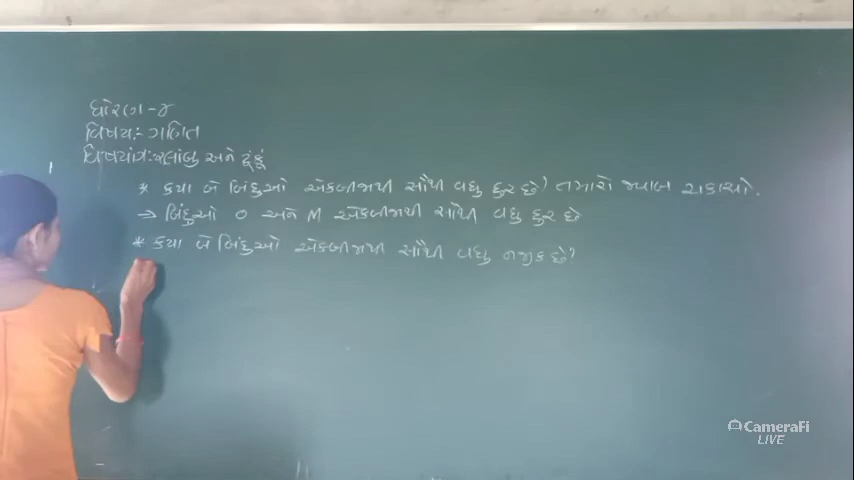 ધોરણ-૪
વિષય:- ગણિત
વિષયાંગ: લાંબુ અને ટૂંકું
* કયા બે બિંદુઓ એકબીજાથી સૌથી વધુ દુર છે? તમારો જવાબ ચકાસો.
→ બિંદુઓ O અને M એકબીજાથી સૌથી વધુ દુર છે
* કયા બે બિંદુઓ એકબીજાથી સૌથી વધુ નજીક છે?
CameraFi
LIVE